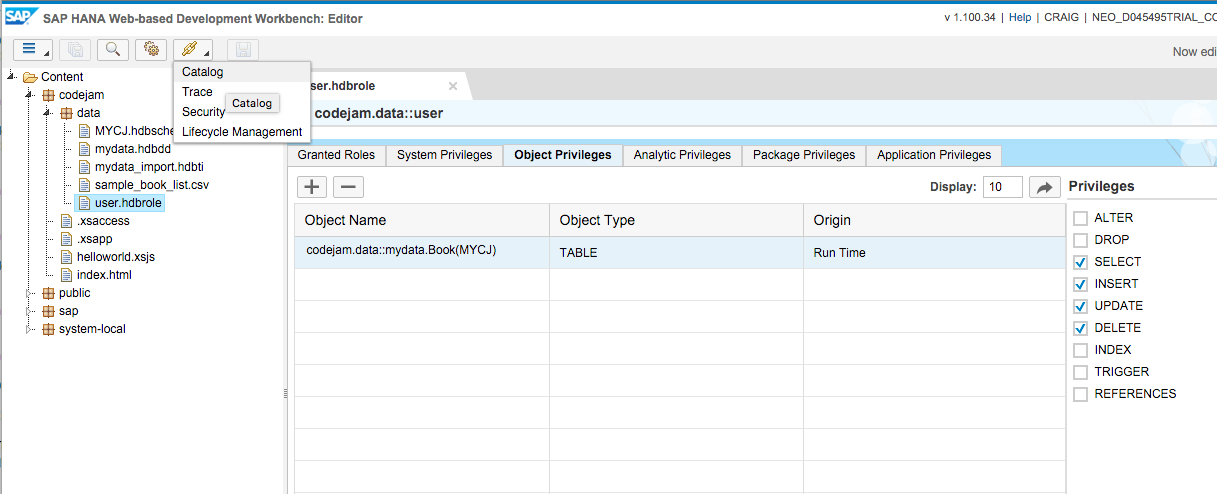 SAP SAP HANA Web-based Development Workbench: Editor
v 1.100.34 | Help | CRAIG | NEO_D045495TRIAL_CO
Now edi
Catalog
Trace
Security
Lifecycle Management
Catalog
Content
codejam
data
MYCJ.hdbsche
mydata.hdbdd
mydata_import.hdbti
sample_book_list.csv
user.hdbrole
.xsaccess
.xsapp
helloworld.xsjs
index.html
public
sap
system-local
ser.hdbrole
codejam.data::user
Granted Roles System Privileges Object Privileges Analytic Privileges Package Privileges Application Privileges
Display: 10
Object Name Object Type Origin
codejam.data::mydata.Book(MYCJ) TABLE Run Time
Privileges
ALTER
DROP
SELECT
INSERT
UPDATE
DELETE
INDEX
TRIGGER
REFERENCES